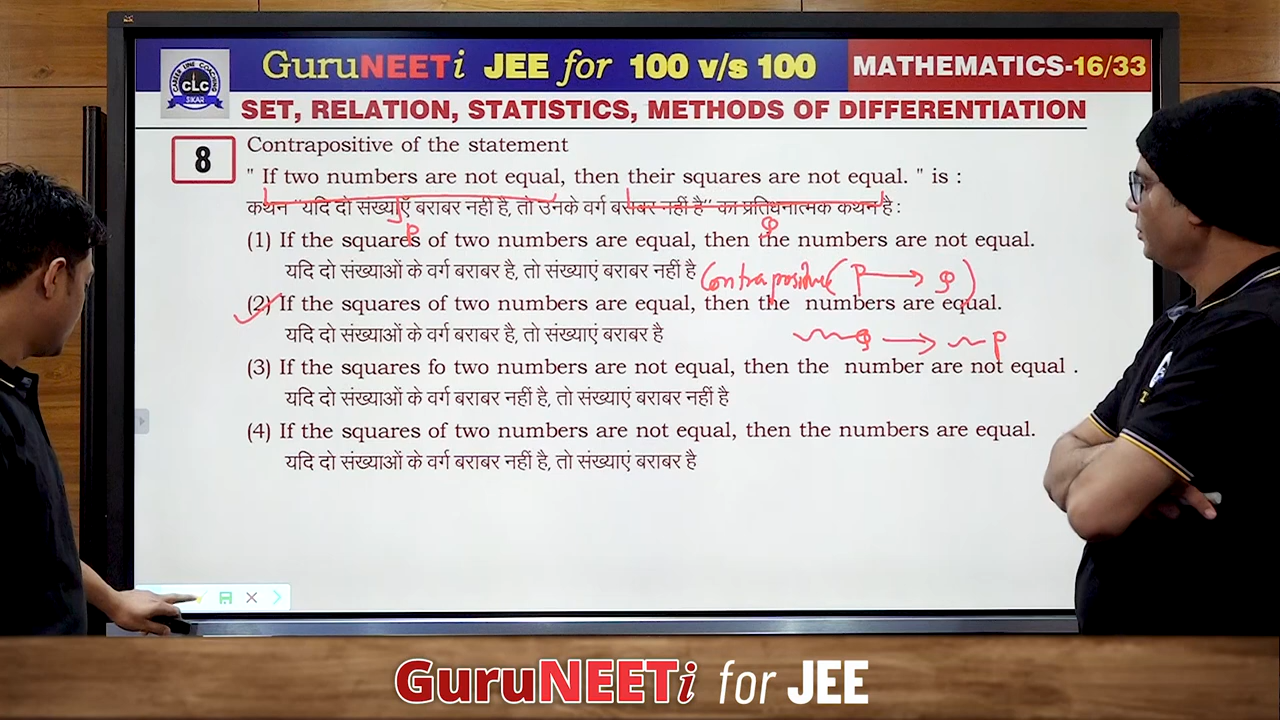 GuruNEETi JEE for 100 v/s 100
MATHEMATICS-16/33
CAREER LINE COACHING
CLC
SIKAR
SET, RELATION, STATISTICS, METHODS OF DIFFERENTIATION
8
Contrapositive of the statement
" If two numbers are not equal, then their squares are not equal. " is :
कथन "यदि दो संख्याएँ बराबर नहीं है, तो उनके वर्ग बराबर नहीं है" का प्रतिधनात्मक कथन है :
p
q
(1) If the squares of two numbers are equal, then the numbers are not equal.
यदि दो संख्याओं के वर्ग बराबर है, तो संख्याएं बराबर नहीं है
Contrapositive (p → q)
(2) If the squares of two numbers are equal, then the numbers are equal.
यदि दो संख्याओं के वर्ग बराबर है, तो संख्याएं बराबर है
~q → ~p
(3) If the squares fo two numbers are not equal, then the number are not equal .
यदि दो संख्याओं के वर्ग बराबर नहीं है, तो संख्याएं बराबर नहीं है
(4) If the squares of two numbers are not equal, then the numbers are equal.
यदि दो संख्याओं के वर्ग बराबर नहीं है, तो संख्याएं बराबर है
GuruNEETi for JEE